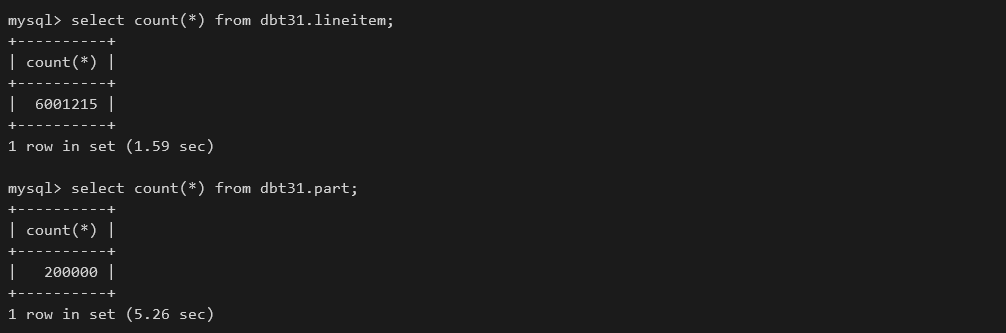 mysql> select count(*) from dbt31.lineitem;
+----------+
| count(*) |
+----------+
|  6001215 |
+----------+
1 row in set (1.59 sec)

mysql> select count(*) from dbt31.part;
+----------+
| count(*) |
+----------+
|   200000 |
+----------+
1 row in set (5.26 sec)